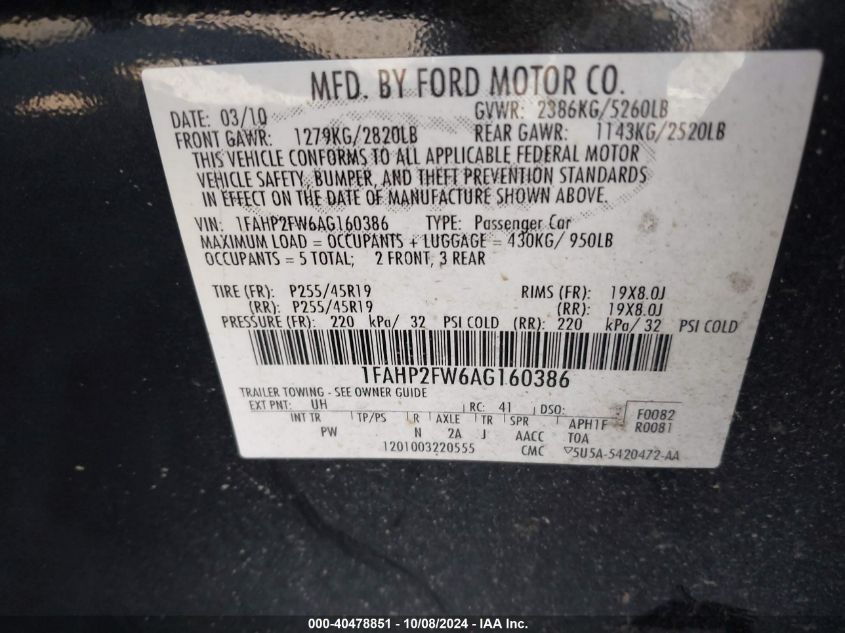 MFD. BY FORD MOTOR CO.
DATE: 03/10 GVWR: 2386KG/5260LB
FRONT GAWR: 1279KG/2820LB REAR GAWR: 1143KG/2520LB
THIS VEHICLE CONFORMS TO ALL APPLICABLE FEDERAL MOTOR
VEHICLE SAFETY, BUMPER, AND THEFT PREVENTION STANDARDS
IN EFFECT ON THE DATE OF MANUFACTURE SHOWN ABOVE.
VIN: 1FAHP2FW6AG160386 TYPE: Passenger Car
MAXIMUM LOAD = OCCUPANTS + LUGGAGE = 430KG/ 950LB
OCCUPANTS = 5 TOTAL; 2 FRONT, 3 REAR
TIRE (FR): P255/45R19 RIMS (FR): 19X8.0J
(RR): P255/45R19 (RR): 19X8.0J
PRESSURE (FR): 220 kPa/ 32 PSI COLD (RR): 220 kPa/ 32 PSI COLD
1FAHP2FW6AG160386
TRAILER TOWING - SEE OWNER GUIDE
EXT PNT: UH RC: 41 DSO: F0082
INT TR TP/PS R AXLE TR SPR APH1F R0081
PW N 2A J AACC TOA
1201003220555 CMC ▽5U5A-5420472-AA
000-40478851 - 10/08/2024 - IAA Inc.